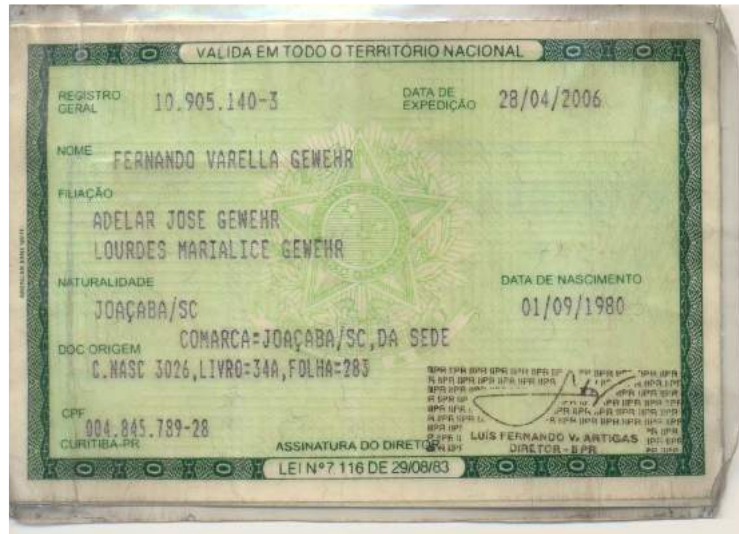 VALIDA EM TODO O TERRITÓRIO NACIONAL
REGISTRO GERAL 10.905.140-3 DATA DE EXPEDIÇÃO 28/04/2006
NOME FERNANDO VARELLA GEWEHR
FILIAÇÃO
ADELAR JOSE GEWEHR
LOURDES MARIALICE GEWEHR
NATURALIDADE DATA DE NASCIMENTO
JOAÇABA/SC 01/09/1980
DOC ORIGEM COMARCA=JOAÇABA/SC,DA SEDE
C.NASC 3026,LIVRO=34A,FOLHA=283
CPF 004.845.789-28
CURITIBA-PR
ASSINATURA DO DIRETOR
LUÍS FERNANDO V. ARTIGAS
DIRETOR - IIPR
LEI Nº 7 116 DE 29/08/83